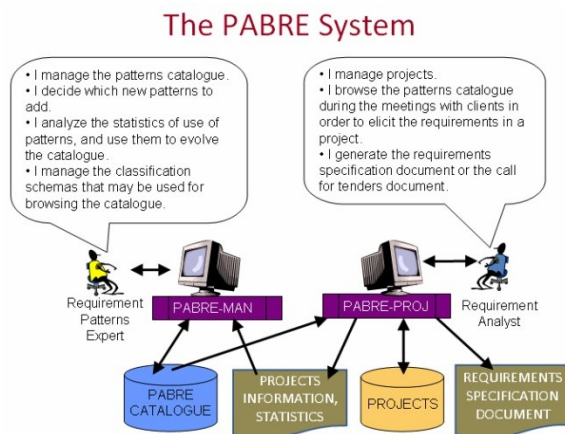 The PABRE System
• I manage the patterns catalogue.
• I decide which new patterns to
add.
• I analyze the statistics of use of
patterns, and use them to evolve
the catalogue.
• I manage the classification
schemas that may be used for
browsing the catalogue.
• I manage projects.
• I browse the patterns catalogue
during the meetings with clients in
order to elicit the requirements in a
project.
• I generate the requirements
specification document or the call
for tenders document.
Requirement
Patterns
Expert
PABRE-MAN
PABRE-PROJ
Requirement
Analyst
PABRE
CATALOGUE
PROJECTS
INFORMATION,
STATISTICS
PROJECTS
REQUIREMENTS
SPECIFICATION
DOCUMENT